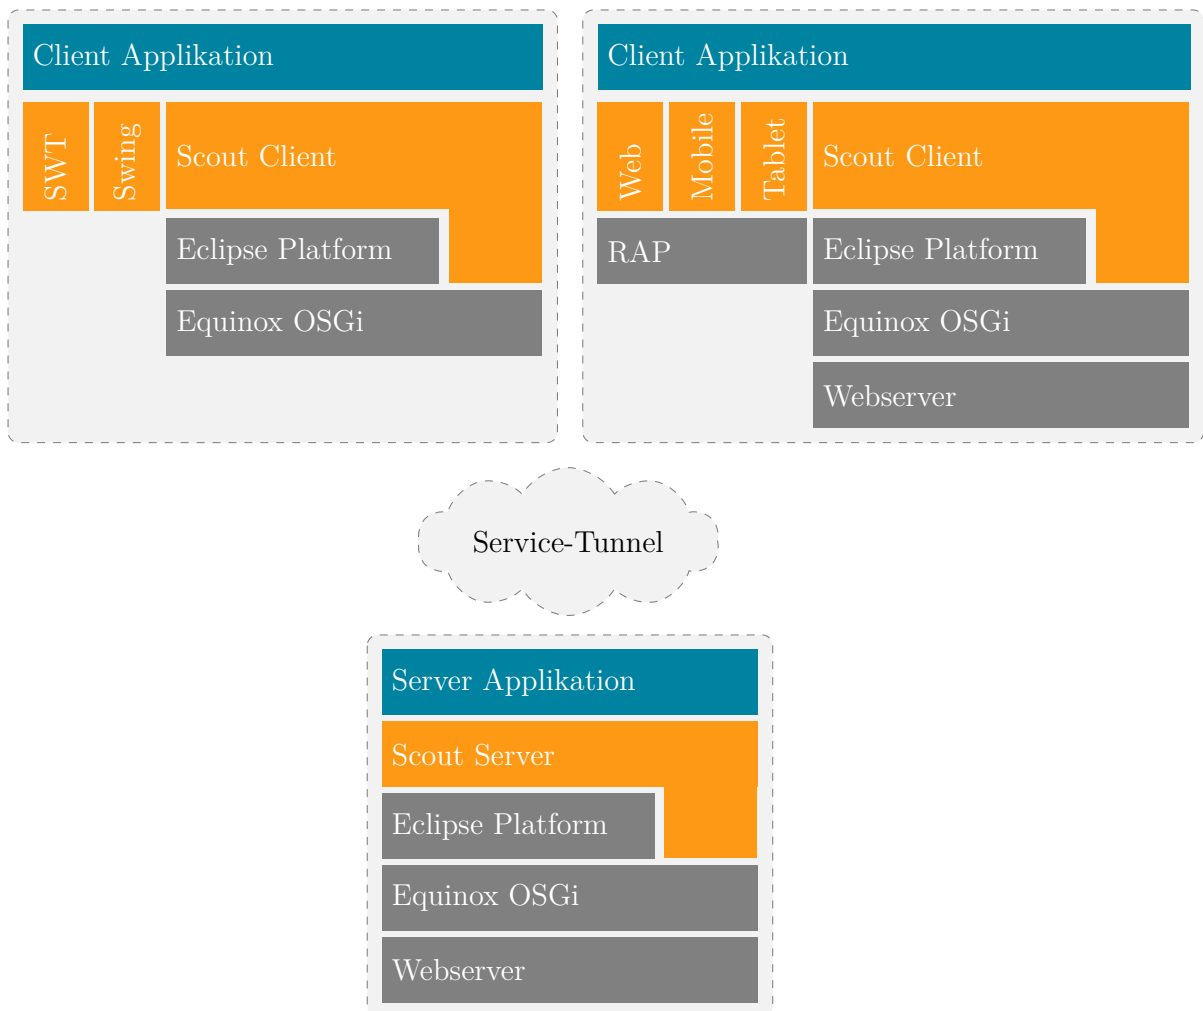 Client Applikation
SWT
Swing
Scout Client
Eclipse Platform
Equinox OSGi
Client Applikation
Web
Mobile
Tablet
Scout Client
RAP
Eclipse Platform
Equinox OSGi
Webserver
Service-Tunnel
Server Applikation
Scout Server
Eclipse Platform
Equinox OSGi
Webserver